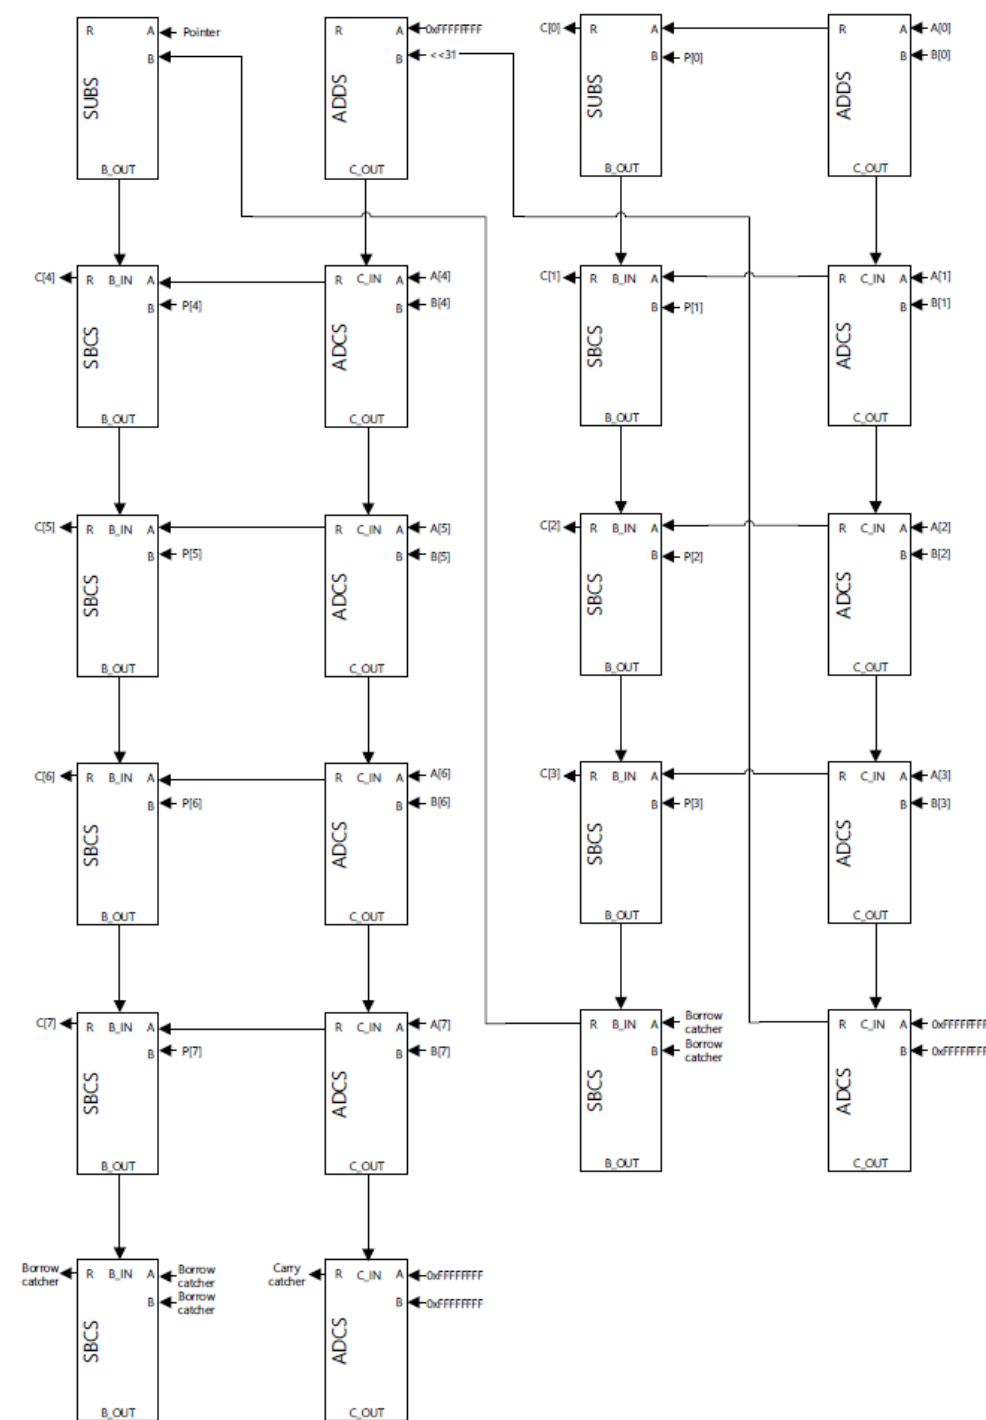 R A Pointer
B
SUBS
B_OUT
R A 0xFFFFFFFF
B <<31
ADDS
C_OUT
C[0] R A
B P[0]
SUBS
B_OUT
R A A[0]
B B[0]
ADDS
C_OUT
C[4] R B_IN A
B P[4]
SBCS
B_OUT
R C_IN A A[4]
B B[4]
ADCS
C_OUT
C[1] R B_IN A
B P[1]
SBCS
B_OUT
R C_IN A A[1]
B B[1]
ADCS
C_OUT
C[5] R B_IN A
B P[5]
SBCS
B_OUT
R C_IN A A[5]
B B[5]
ADCS
C_OUT
C[2] R B_IN A
B P[2]
SBCS
B_OUT
R C_IN A A[2]
B B[2]
ADCS
C_OUT
C[6] R B_IN A
B P[6]
SBCS
B_OUT
R C_IN A A[6]
B B[6]
ADCS
C_OUT
C[3] R B_IN A
B P[3]
SBCS
B_OUT
R C_IN A A[3]
B B[3]
ADCS
C_OUT
C[7] R B_IN A
B P[7]
SBCS
B_OUT
R C_IN A A[7]
B B[7]
ADCS
C_OUT
R B_IN A Borrow
catcher
B Borrow
catcher
SBCS
B_OUT
R C_IN A 0xFFFFFFFF
B 0xFFFFFFFF
ADCS
C_OUT
Borrow
catcher
R B_IN A Borrow
catcher
B Borrow
catcher
SBCS
B_OUT
Carry
catcher
R C_IN A 0xFFFFFFFF
B 0xFFFFFFFF
ADCS
C_OUT